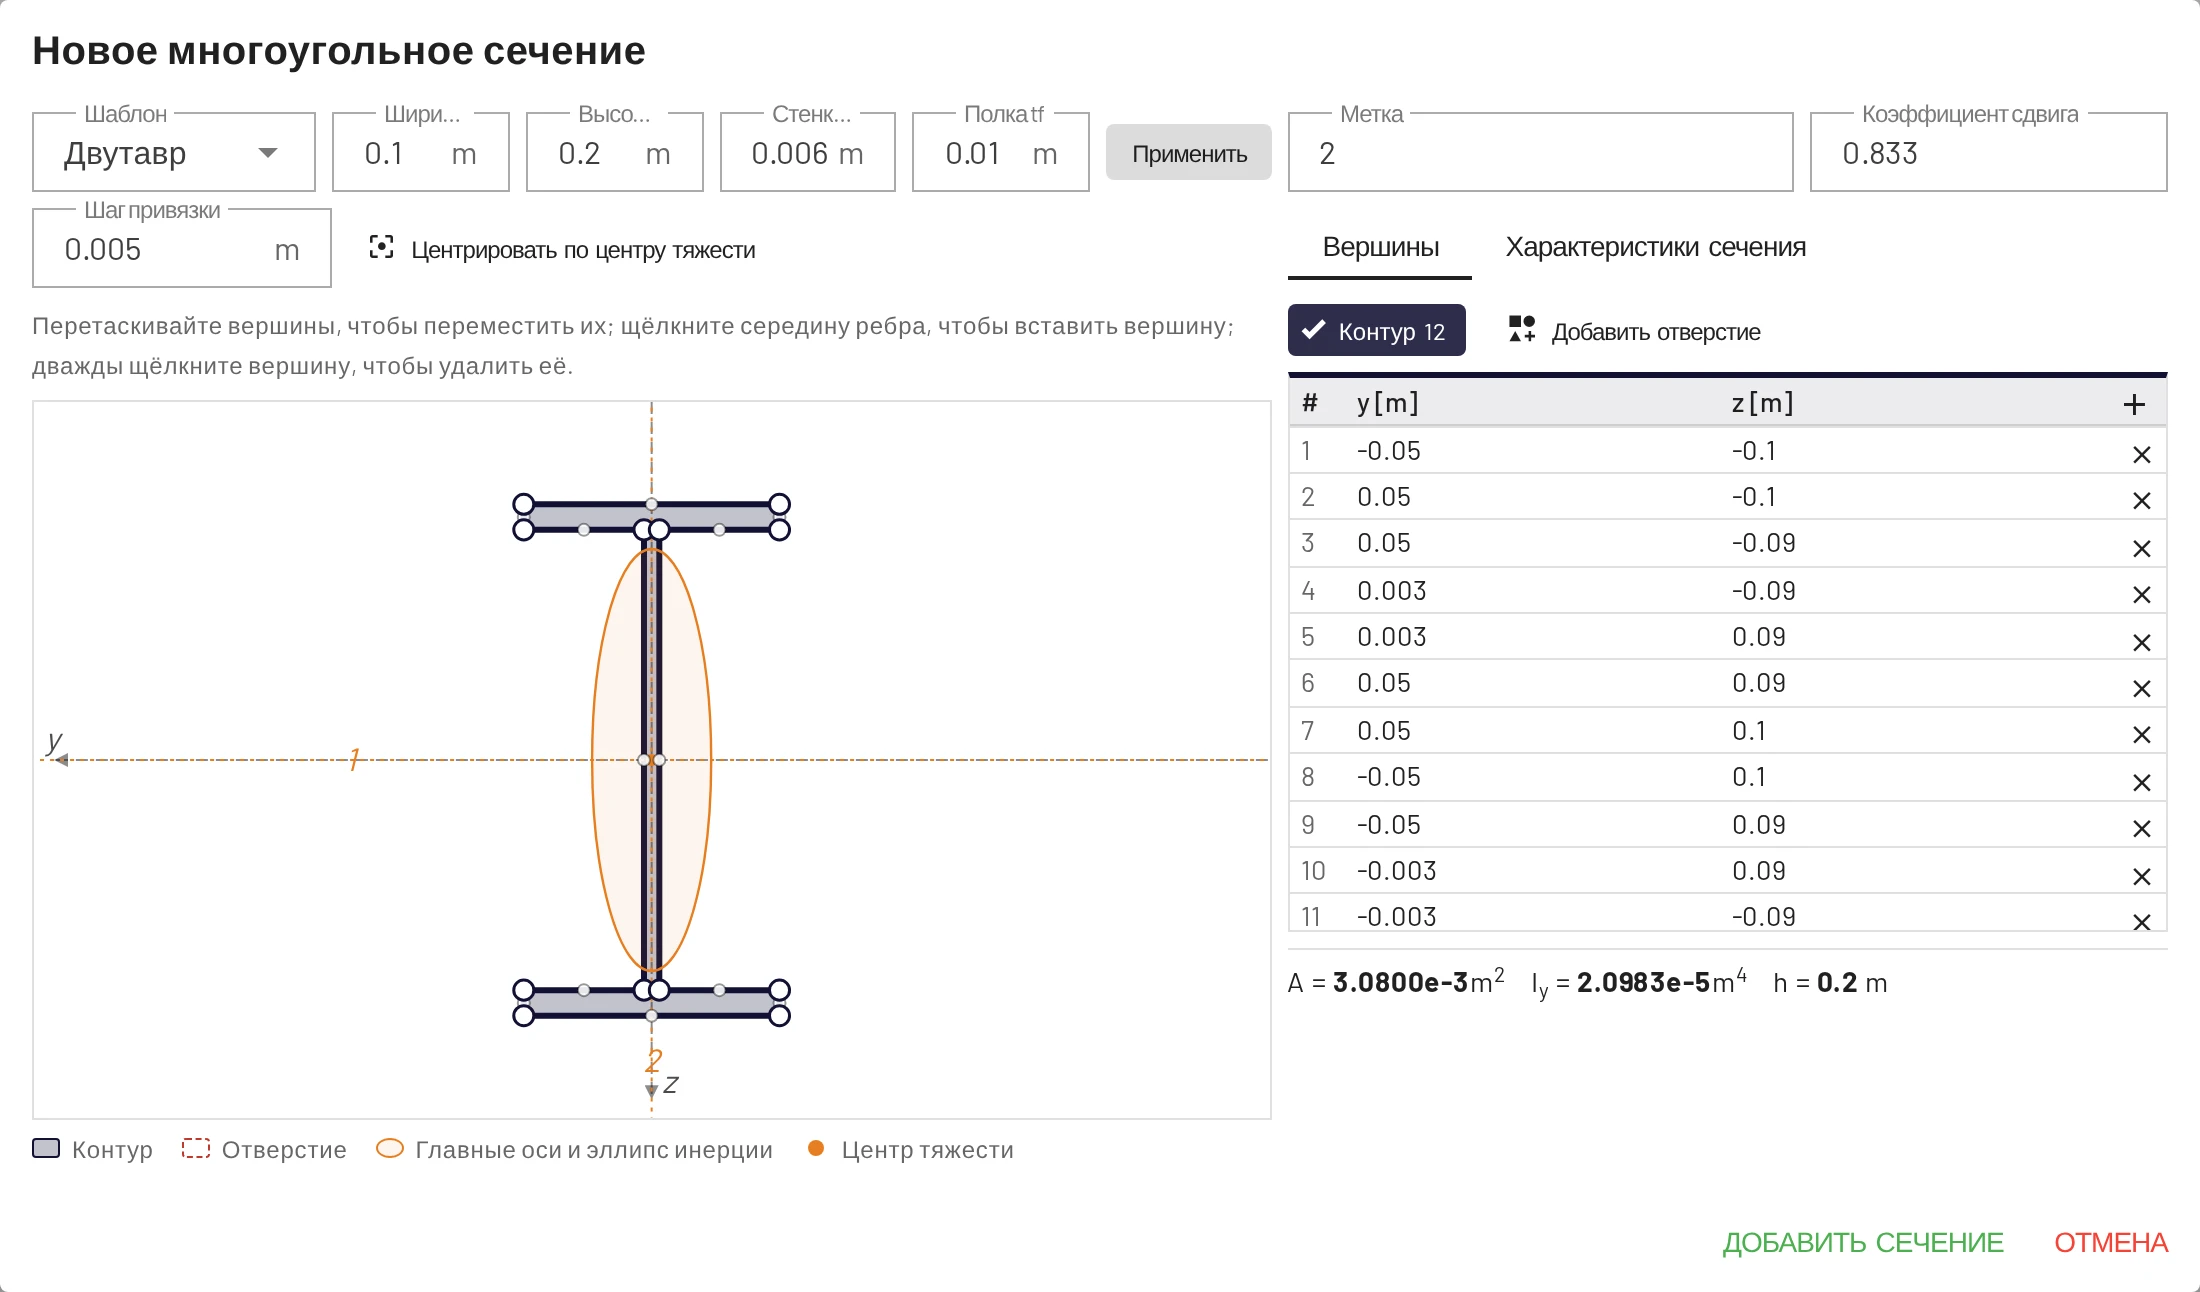 Новое многоугольное сечение
Шаблон
Двутавр
Шири...
0.1 m
Высо...
0.2 m
Стенк...
0.006 m
Полка tf
0.01 m
Применить
Метка
2
Коэффициент сдвига
0.833
Шаг привязки
0.005 m
Центрировать по центру тяжести
Вершины
Характеристики сечения
Перетаскивайте вершины, чтобы переместить их; щёлкните середину ребра, чтобы вставить вершину;
дважды щёлкните вершину, чтобы удалить её.
Контур 12
Добавить отверстие
# y [m] z [m] +
1 -0.05 -0.1 ×
2 0.05 -0.1 ×
3 0.05 -0.09 ×
4 0.003 -0.09 ×
5 0.003 0.09 ×
6 0.05 0.09 ×
7 0.05 0.1 ×
8 -0.05 0.1 ×
9 -0.05 0.09 ×
10 -0.003 0.09 ×
11 -0.003 -0.09 ×
y
1
2
z
A = 3.0800e-3 m² I_y = 2.0983e-5 m⁴ h = 0.2 m
Контур
Отверстие
Главные оси и эллипс инерции
Центр тяжести
ДОБАВИТЬ СЕЧЕНИЕ
ОТМЕНА